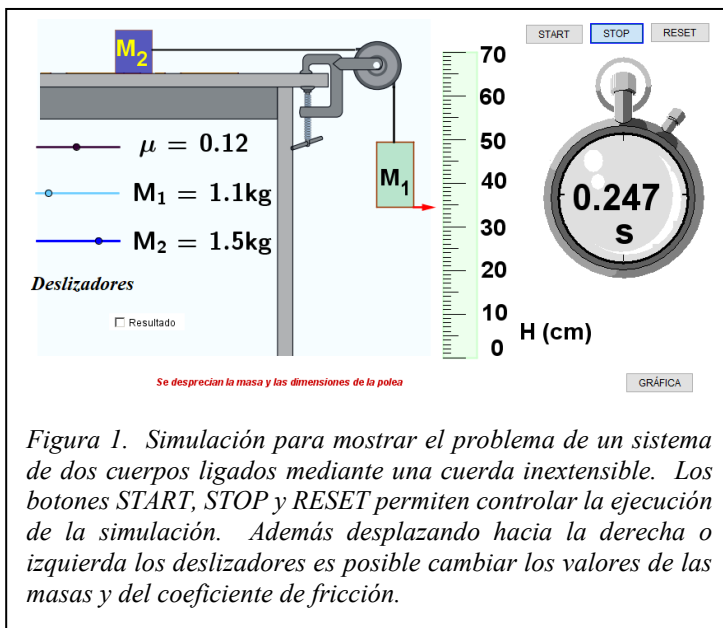 START STOP RESET
M₂
70
60
50
40
30
20
10
0
H (cm)
M₁
0.247
s
μ = 0.12
M₁ = 1.1kg
M₂ = 1.5kg
Deslizadores
Resultado
Se desprecian la masa y las dimensiones de la polea
GRÁFICA
Figura 1. Simulación para mostrar el problema de un sistema
de dos cuerpos ligados mediante una cuerda inextensible. Los
botones START, STOP y RESET permiten controlar la ejecución
de la simulación. Además desplazando hacia la derecha o
izquierda los deslizadores es posible cambiar los valores de las
masas y del coeficiente de fricción.